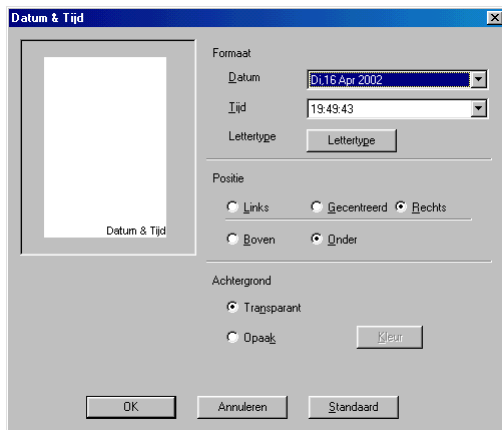 Datum & Tijd
Datum & Tijd
Formaat
Datum Di,16 Apr 2002
Tijd 19:49:43
Lettertype Lettertype
Positie
Links Gecentreerd Rechts
Boven Onder
Achtergrond
Transparant
Opaak Kleur
OK Annuleren Standaard